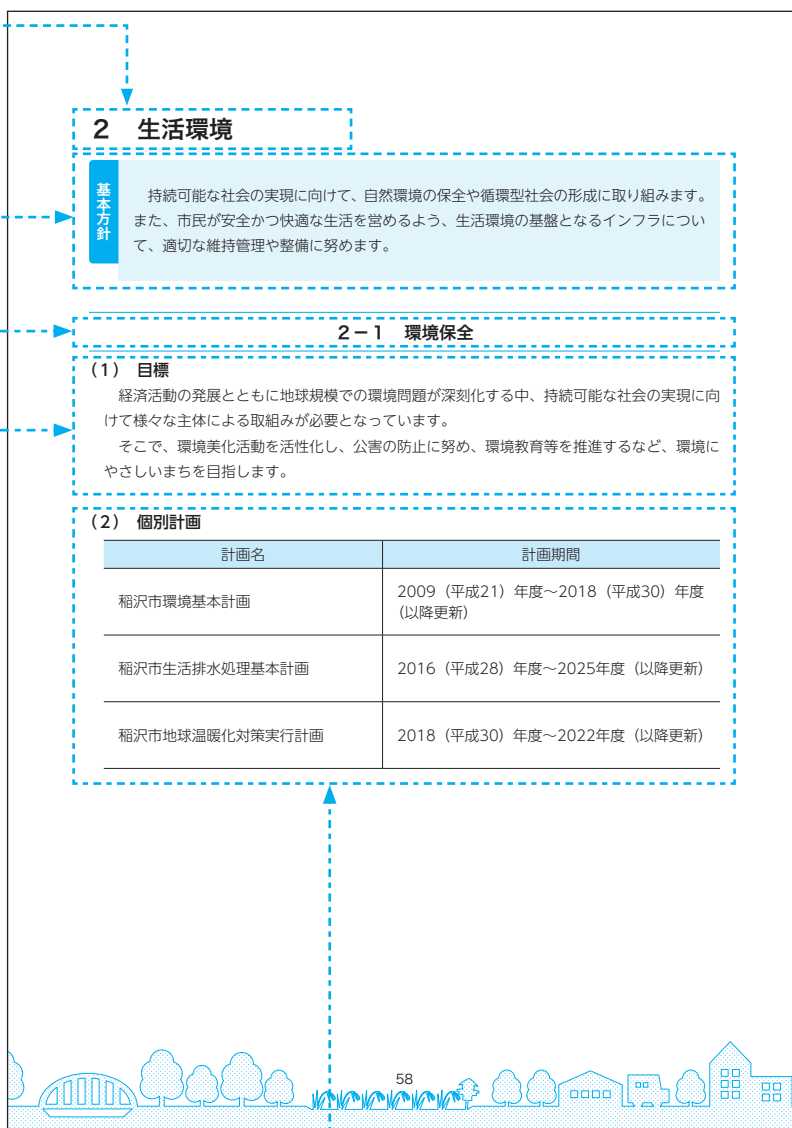 2　生活環境
基本方針
持続可能な社会の実現に向けて、自然環境の保全や循環型社会の形成に取り組みます。
また、市民が安全かつ快適な生活を営めるよう、生活環境の基盤となるインフラについ
て、適切な維持管理や整備に努めます。
2－1　環境保全
（1）　目標
経済活動の発展とともに地球規模での環境問題が深刻化する中、持続可能な社会の実現に向
けて様々な主体による取組みが必要となっています。
そこで、環境美化活動を活性化し、公害の防止に努め、環境教育等を推進するなど、環境に
やさしいまちを目指します。
（2）　個別計画
計画名　計画期間
稲沢市環境基本計画　2009（平成21）年度～2018（平成30）年度
（以降更新）
稲沢市生活排水処理基本計画　2016（平成28）年度～2025年度（以降更新）
稲沢市地球温暖化対策実行計画　2018（平成30）年度～2022年度（以降更新）
58